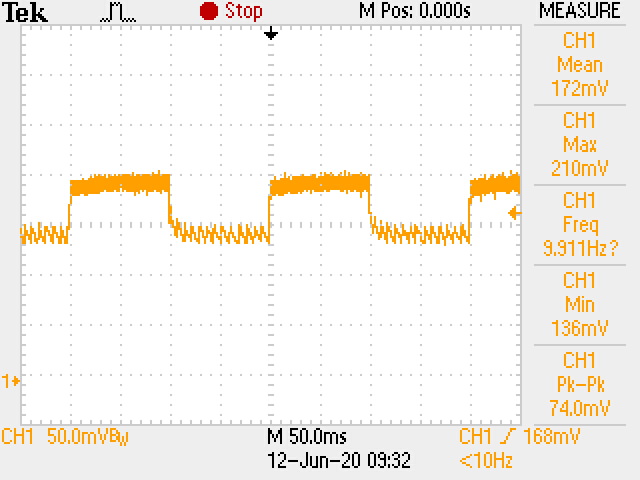 Tek Stop M Pos: 0.000s MEASURE
CH1
Mean
172mV
CH1
Max
210mV
CH1
Freq
9.911Hz?
CH1
Min
136mV
CH1
Pk-Pk
74.0mV
1
CH1 50.0mVBW M 50.0ms CH1 168mV
12-Jun-20 09:32 <10Hz